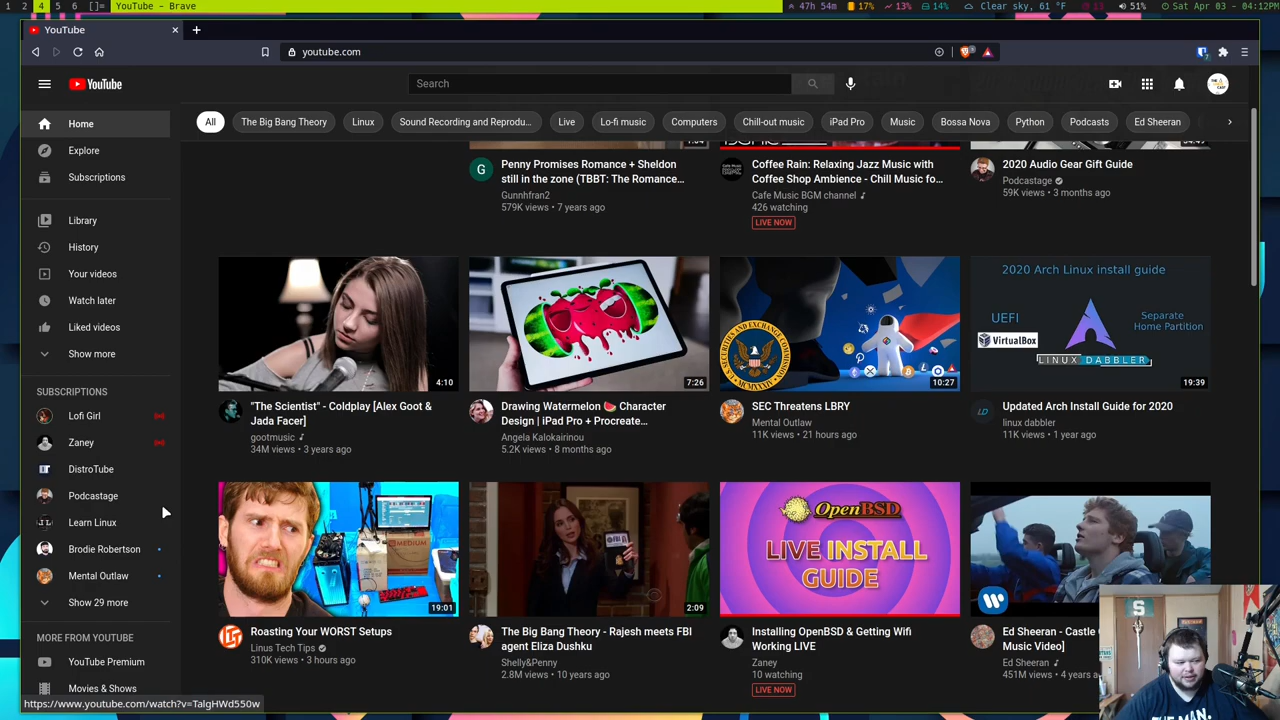 1 2 4 5 6 []= YouTube - Brave
47h 54m 17% 13% 14% Clear sky, 61 °F 13 51% Sat Apr 03 - 04:12PM
YouTube
youtube.com
YouTube
Search
All The Big Bang Theory Linux Sound Recording and Reprodu... Live Lo-fi music Computers Chill-out music iPad Pro Music Bossa Nova Python Podcasts Ed Sheeran
Home
Explore
Subscriptions
Library
History
Your videos
Watch later
Liked videos
Show more
SUBSCRIPTIONS
Lofi Girl
Zaney
DistroTube
Podcastage
Learn Linux
Brodie Robertson
Mental Outlaw
Show 29 more
MORE FROM YOUTUBE
YouTube Premium
Movies & Shows
https://www.youtube.com/watch?v=TalgHWd550w
G
Penny Promises Romance + Sheldon
still in the zone (TBBT: The Romance...
Gunnhfran2
579K views • 7 years ago
Coffee Rain: Relaxing Jazz Music with
Coffee Shop Ambience - Chill Music fo...
Cafe Music BGM channel
426 watching
LIVE NOW
2020 Audio Gear Gift Guide
Podcastage
59K views • 3 months ago
4:10
"The Scientist" - Coldplay [Alex Goot &
Jada Facer]
gootmusic
34M views • 3 years ago
7:26
Drawing Watermelon 🍉 Character
Design | iPad Pro + Procreate...
Angela Kalokairinou
5.2K views • 8 months ago
10:27
SEC Threatens LBRY
Mental Outlaw
11K views • 21 hours ago
2020 Arch Linux install guide
UEFI
VirtualBox
Separate
Home Partition
LINUX DABBLER
19:39
LD
Updated Arch Install Guide for 2020
linux dabbler
11K views • 1 year ago
19:01
Roasting Your WORST Setups
Linus Tech Tips
310K views • 3 hours ago
FBI
2:09
The Big Bang Theory - Rajesh meets FBI
agent Eliza Dushku
Shelly&Penny
2.8M views • 10 years ago
OpenBSD
LIVE INSTALL
GUIDE
Installing OpenBSD & Getting Wifi
Working LIVE
Zaney
10 watching
LIVE NOW
Ed Sheeran - Castle
Music Video]
Ed Sheeran
451M views • 4 years a
S
THE MAN.